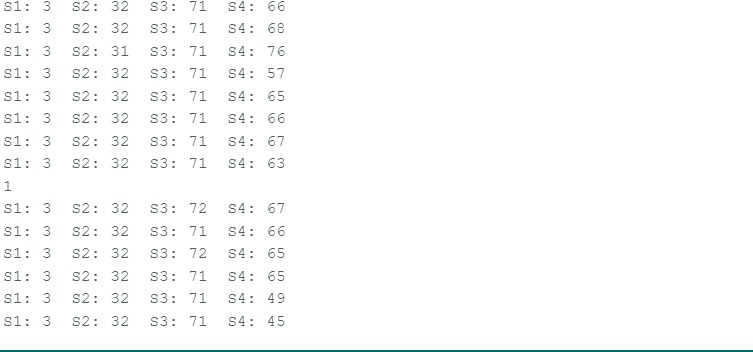 S1: 3  S2: 32  S3: 71  S4: 66
S1: 3  S2: 32  S3: 71  S4: 68
S1: 3  S2: 31  S3: 71  S4: 76
S1: 3  S2: 32  S3: 71  S4: 57
S1: 3  S2: 32  S3: 71  S4: 65
S1: 3  S2: 32  S3: 71  S4: 66
S1: 3  S2: 32  S3: 71  S4: 67
S1: 3  S2: 32  S3: 71  S4: 63
1
S1: 3  S2: 32  S3: 72  S4: 67
S1: 3  S2: 32  S3: 71  S4: 66
S1: 3  S2: 32  S3: 72  S4: 65
S1: 3  S2: 32  S3: 71  S4: 65
S1: 3  S2: 32  S3: 71  S4: 49
S1: 3  S2: 32  S3: 71  S4: 45